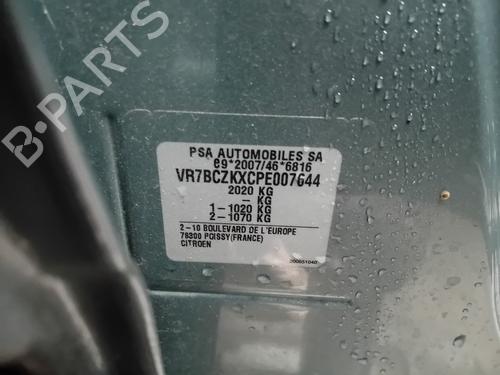 PSA AUTOMOBILES SA
e9*2007/46*6816
VR7BCZKXCPE007644
2020 KG
- KG
1-1020 KG
2-1070 KG
2-10 BOULEVARD DE L'EUROPE
78300 POISSY(FRANCE)
CITROEN
B-PARTS